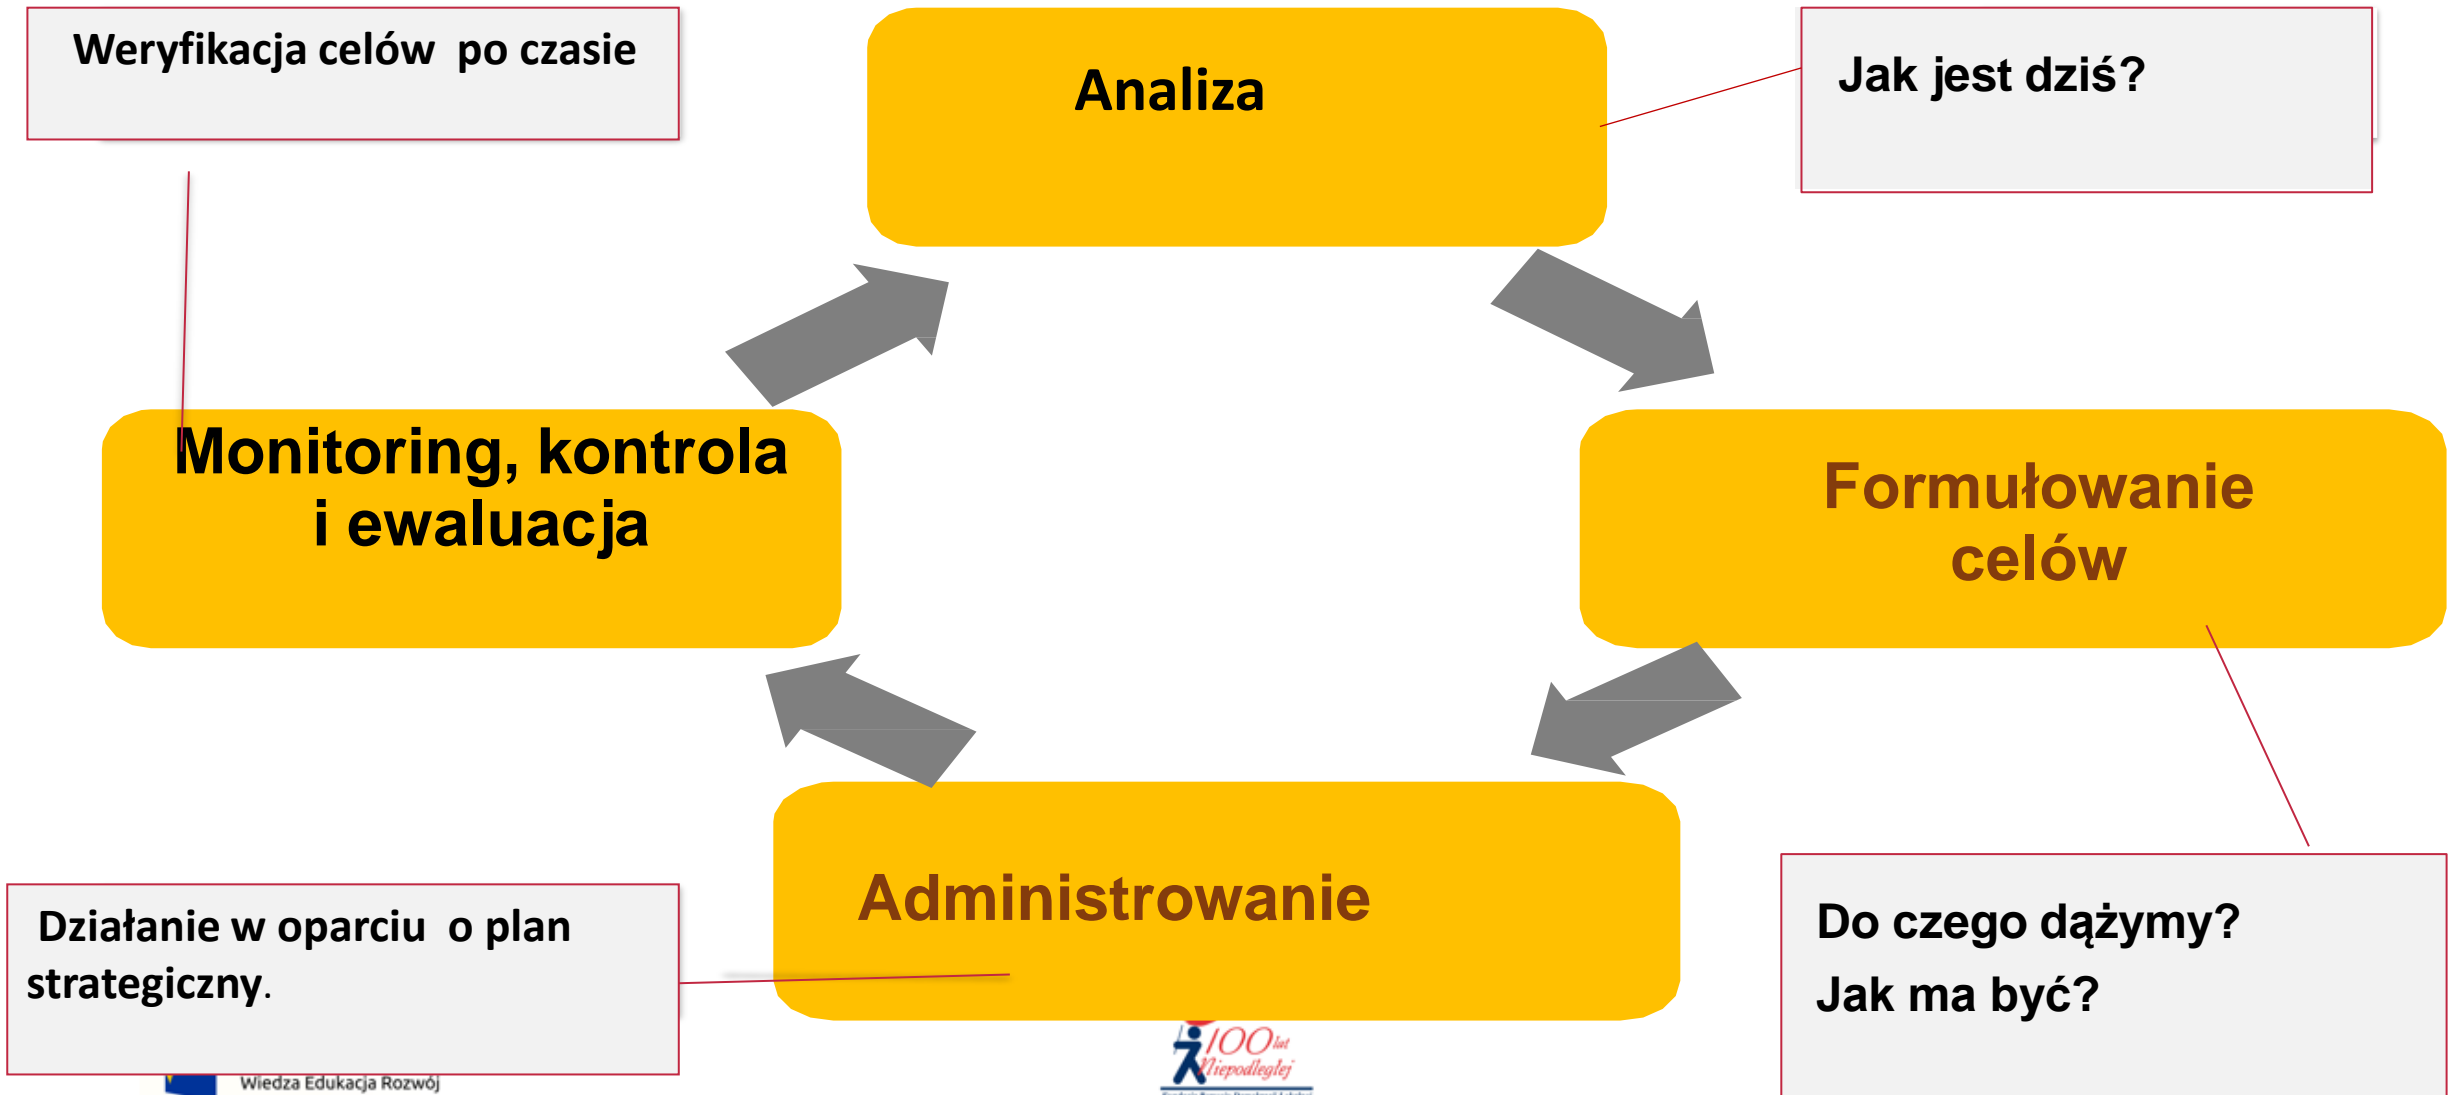 Weryfikacja celów po czasie
Analiza
Jak jest dziś?
Monitoring, kontrola
i ewaluacja
Formułowanie
celów
Administrowanie
Działanie w oparciu o plan
strategiczny.
Do czego dążymy?
Jak ma być?
100 lat
Niepodległej
Wiedza Edukacja Rozwój